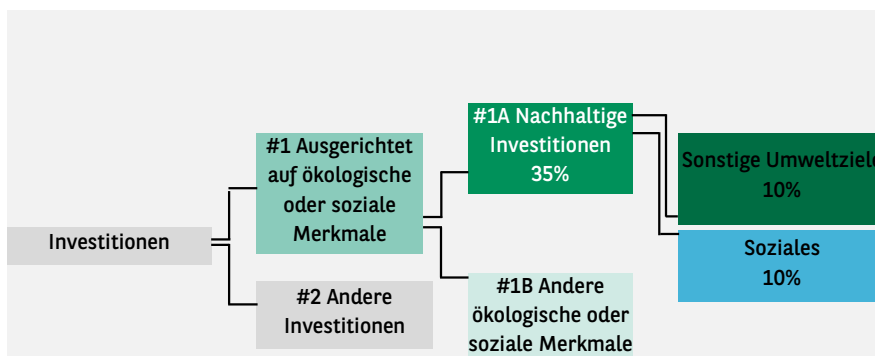 Investitionen
#1 Ausgerichtet
auf ökologische
oder soziale
Merkmale
#2 Andere
Investitionen
#1A Nachhaltige
Investitionen
35%
#1B Andere
ökologische oder
soziale Merkmale
Sonstige Umweltziele
10%
Soziales
10%